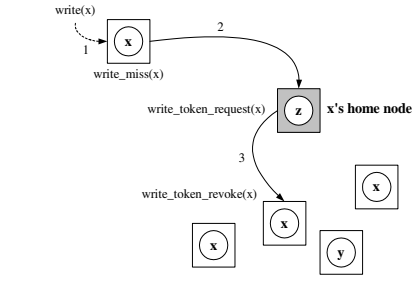 write(x)
1
x
2
write_miss(x)
write_token_request(x)
z
x's home node
3
write_token_revoke(x)
x
x
x
y